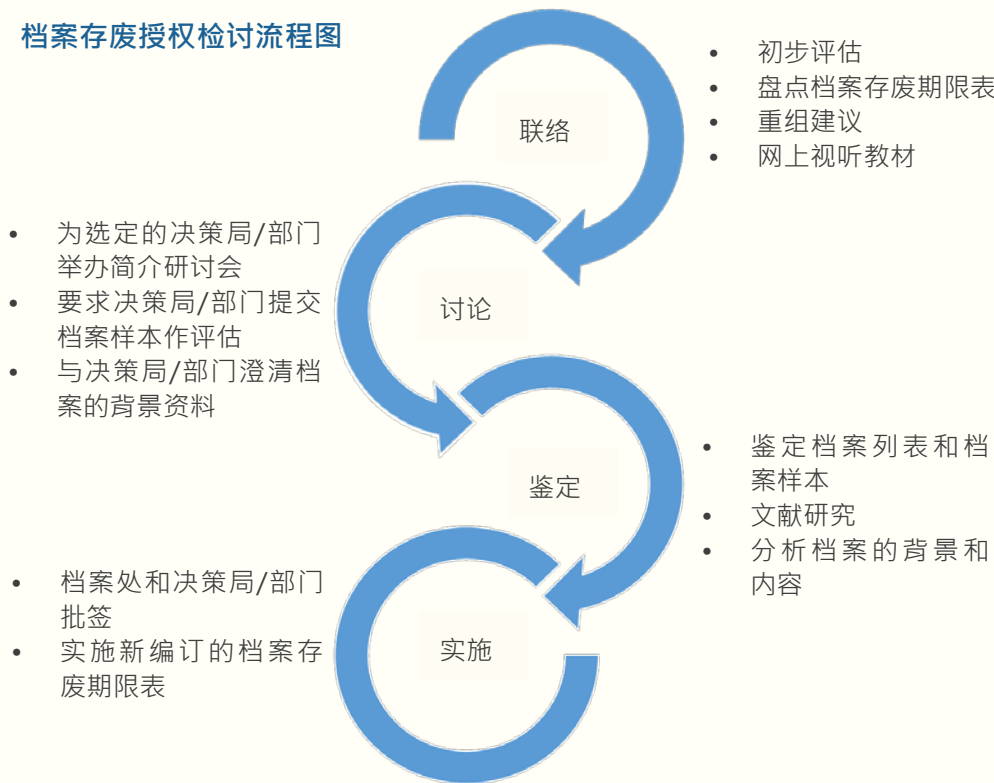 档案存废授权检讨流程图
联络
• 初步评估
• 盘点档案存废期限表
• 重组建议
• 网上视听教材
讨论
• 为选定的决策局/部门
举办简介研讨会
• 要求决策局/部门提交
档案样本作评估
• 与决策局/部门澄清档
案的背景资料
鉴定
• 鉴定档案列表和档
案样本
• 文献研究
• 分析档案的背景和
内容
实施
• 档案处和决策局/部门
批签
• 实施新编订的档案存
废期限表